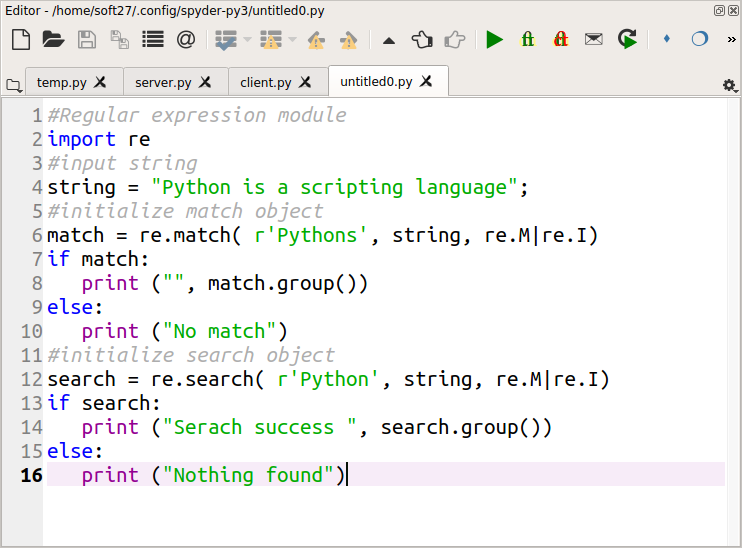 Editor - /home/soft27/.config/spyder-py3/untitled0.py
@ »
temp.py server.py client.py untitled0.py
1 #Regular expression module
2 import re
3 #input string
4 string = "Python is a scripting language";
5 #initialize match object
6 match = re.match( r'Pythons', string, re.M|re.I)
7 if match:
8    print ("", match.group())
9 else:
10    print ("No match")
11 #initialize search object
12 search = re.search( r'Python', string, re.M|re.I)
13 if search:
14    print ("Serach success ", search.group())
15 else:
16    print ("Nothing found")